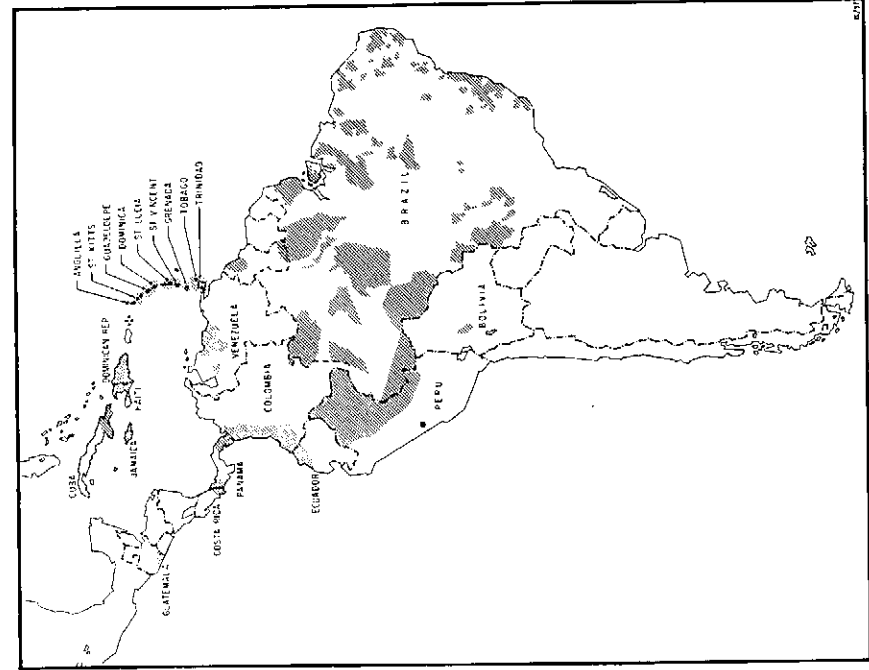 ANGUILLA
ST. KITTS
GUADELOUPE
DOMINICA
ST. LUCIA
ST VINCENT
GRENADA
TOBAGO
TRINIDAD
DOMINICAN REP
HAITI
CUBA
JAMAICA
GUATEMALA
COSTA RICA
PANAMA
VENEZUELA
COLOMBIA
ECUADOR
PERU
BRAZIL
BOLIVIA